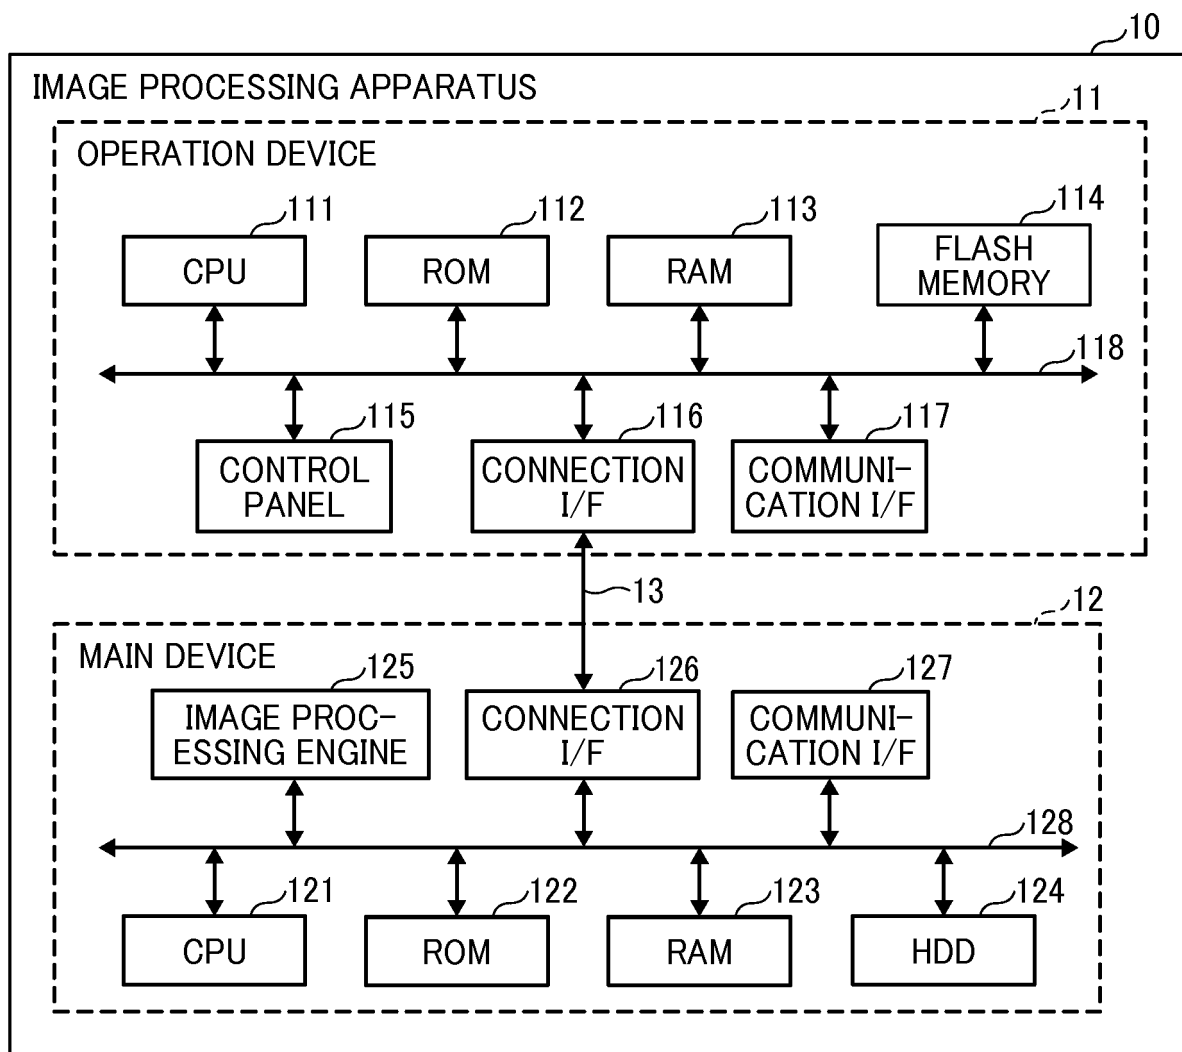 10
IMAGE PROCESSING APPARATUS
11
OPERATION DEVICE
111
112
113
114
CPU
ROM
RAM
FLASH
MEMORY
118
115
116
117
CONTROL
PANEL
CONNECTION
I/F
COMMUNI-
CATION I/F
13
12
MAIN DEVICE
125
126
127
IMAGE PROC-
ESSING ENGINE
CONNECTION
I/F
COMMUNI-
CATION I/F
128
121
122
123
124
CPU
ROM
RAM
HDD